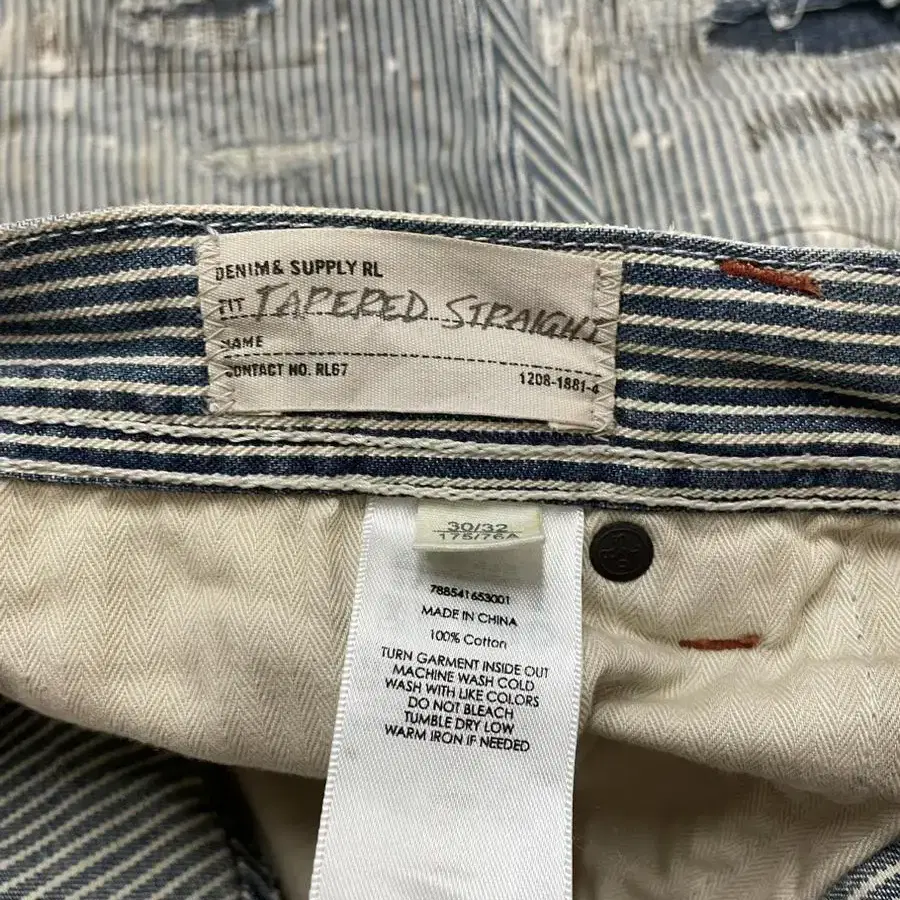 DENIM & SUPPLY RL
FIT TAPERED STRAIGHT
NAME
CONTACT NO. RL67
1208-1881-4
30/32
175/76A
788541653001
MADE IN CHINA
100% Cotton
TURN GARMENT INSIDE OUT
MACHINE WASH COLD
WASH WITH LIKE COLORS
DO NOT BLEACH
TUMBLE DRY LOW
WARM IRON IF NEEDED